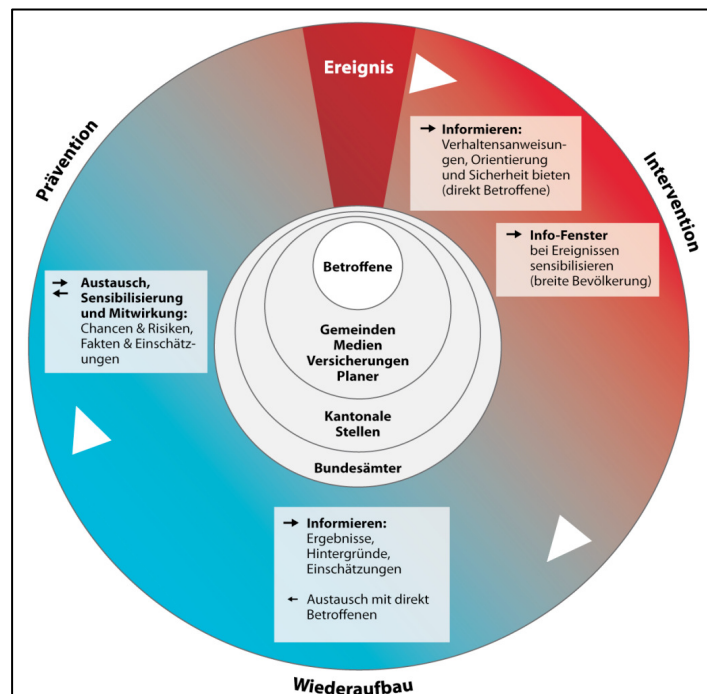 Ereignis
Prävention
Intervention
→ Informieren:
Verhaltensanweisun-
gen, Orientierung
und Sicherheit bieten
(direkt Betroffene)
→ Info-Fenster
bei Ereignissen
sensibilisieren
(breite Bevölkerung)
→ Austausch,
← Sensibilisierung
und Mitwirkung:
Chancen & Risiken,
Fakten & Einschätz-
ungen
Betroffene
Gemeinden
Medien
Versicherungen
Planer
Kantonale
Stellen
Bundesämter
→ Informieren:
Ergebnisse,
Hintergründe,
Einschätzungen
← Austausch mit direkt
Betroffenen
Wiederaufbau